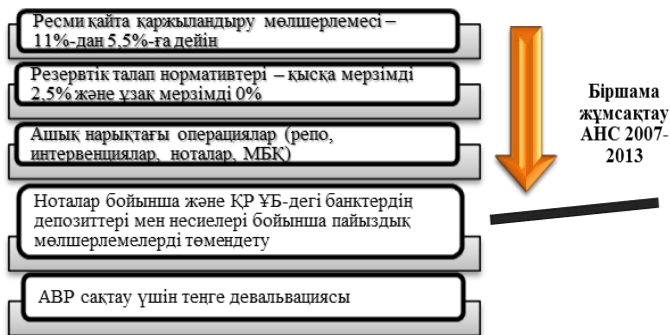 Ресми қайта қаржыландыру мөлшерлемесі –
11%-дан 5,5%-ға дейін
Резервтік талап нормативтері – қысқа мерзімді
2,5% және ұзақ мерзімді 0%
Ашық нарықтағы операциялар (репо,
интервенциялар, ноталар, МБҚ)
Ноталар бойынша және ҚР ҰБ-дегі банктердің
депозиттері мен несиелері бойынша пайыздық
мөлшерлемелерді төмендету
АВР сақтау үшін теңге девальвациясы
Біршама
жұмсақтау
АНС 2007-
2013